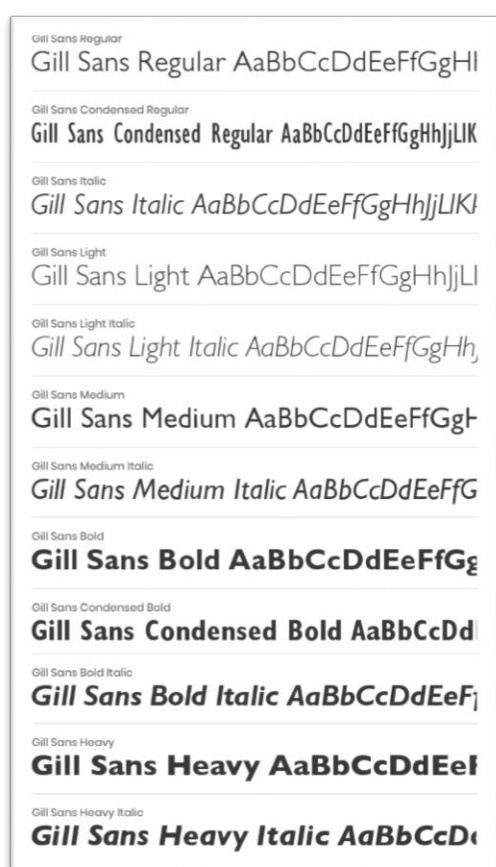 Gill Sans Regular
Gill Sans Regular AaBbCcDdEeFfGgH
Gill Sans Condensed Regular
Gill Sans Condensed Regular AaBbCcDdEeFfGgHhJjLlK
Gill Sans Italic
Gill Sans Italic AaBbCcDdEeFfGgHhJjLlK
Gill Sans Light
Gill Sans Light AaBbCcDdEeFfGgHhJjLl
Gill Sans Light Italic
Gill Sans Light Italic AaBbCcDdEeFfGgHh
Gill Sans Medium
Gill Sans Medium AaBbCcDdEeFfGgH
Gill Sans Medium Italic
Gill Sans Medium Italic AaBbCcDdEeFfG
Gill Sans Bold
Gill Sans Bold AaBbCcDdEeFfGg
Gill Sans Condensed Bold
Gill Sans Condensed Bold AaBbCcDd
Gill Sans Bold Italic
Gill Sans Bold Italic AaBbCcDdEeF
Gill Sans Heavy
Gill Sans Heavy AaBbCcDdEe
Gill Sans Heavy Italic
Gill Sans Heavy Italic AaBbCcD